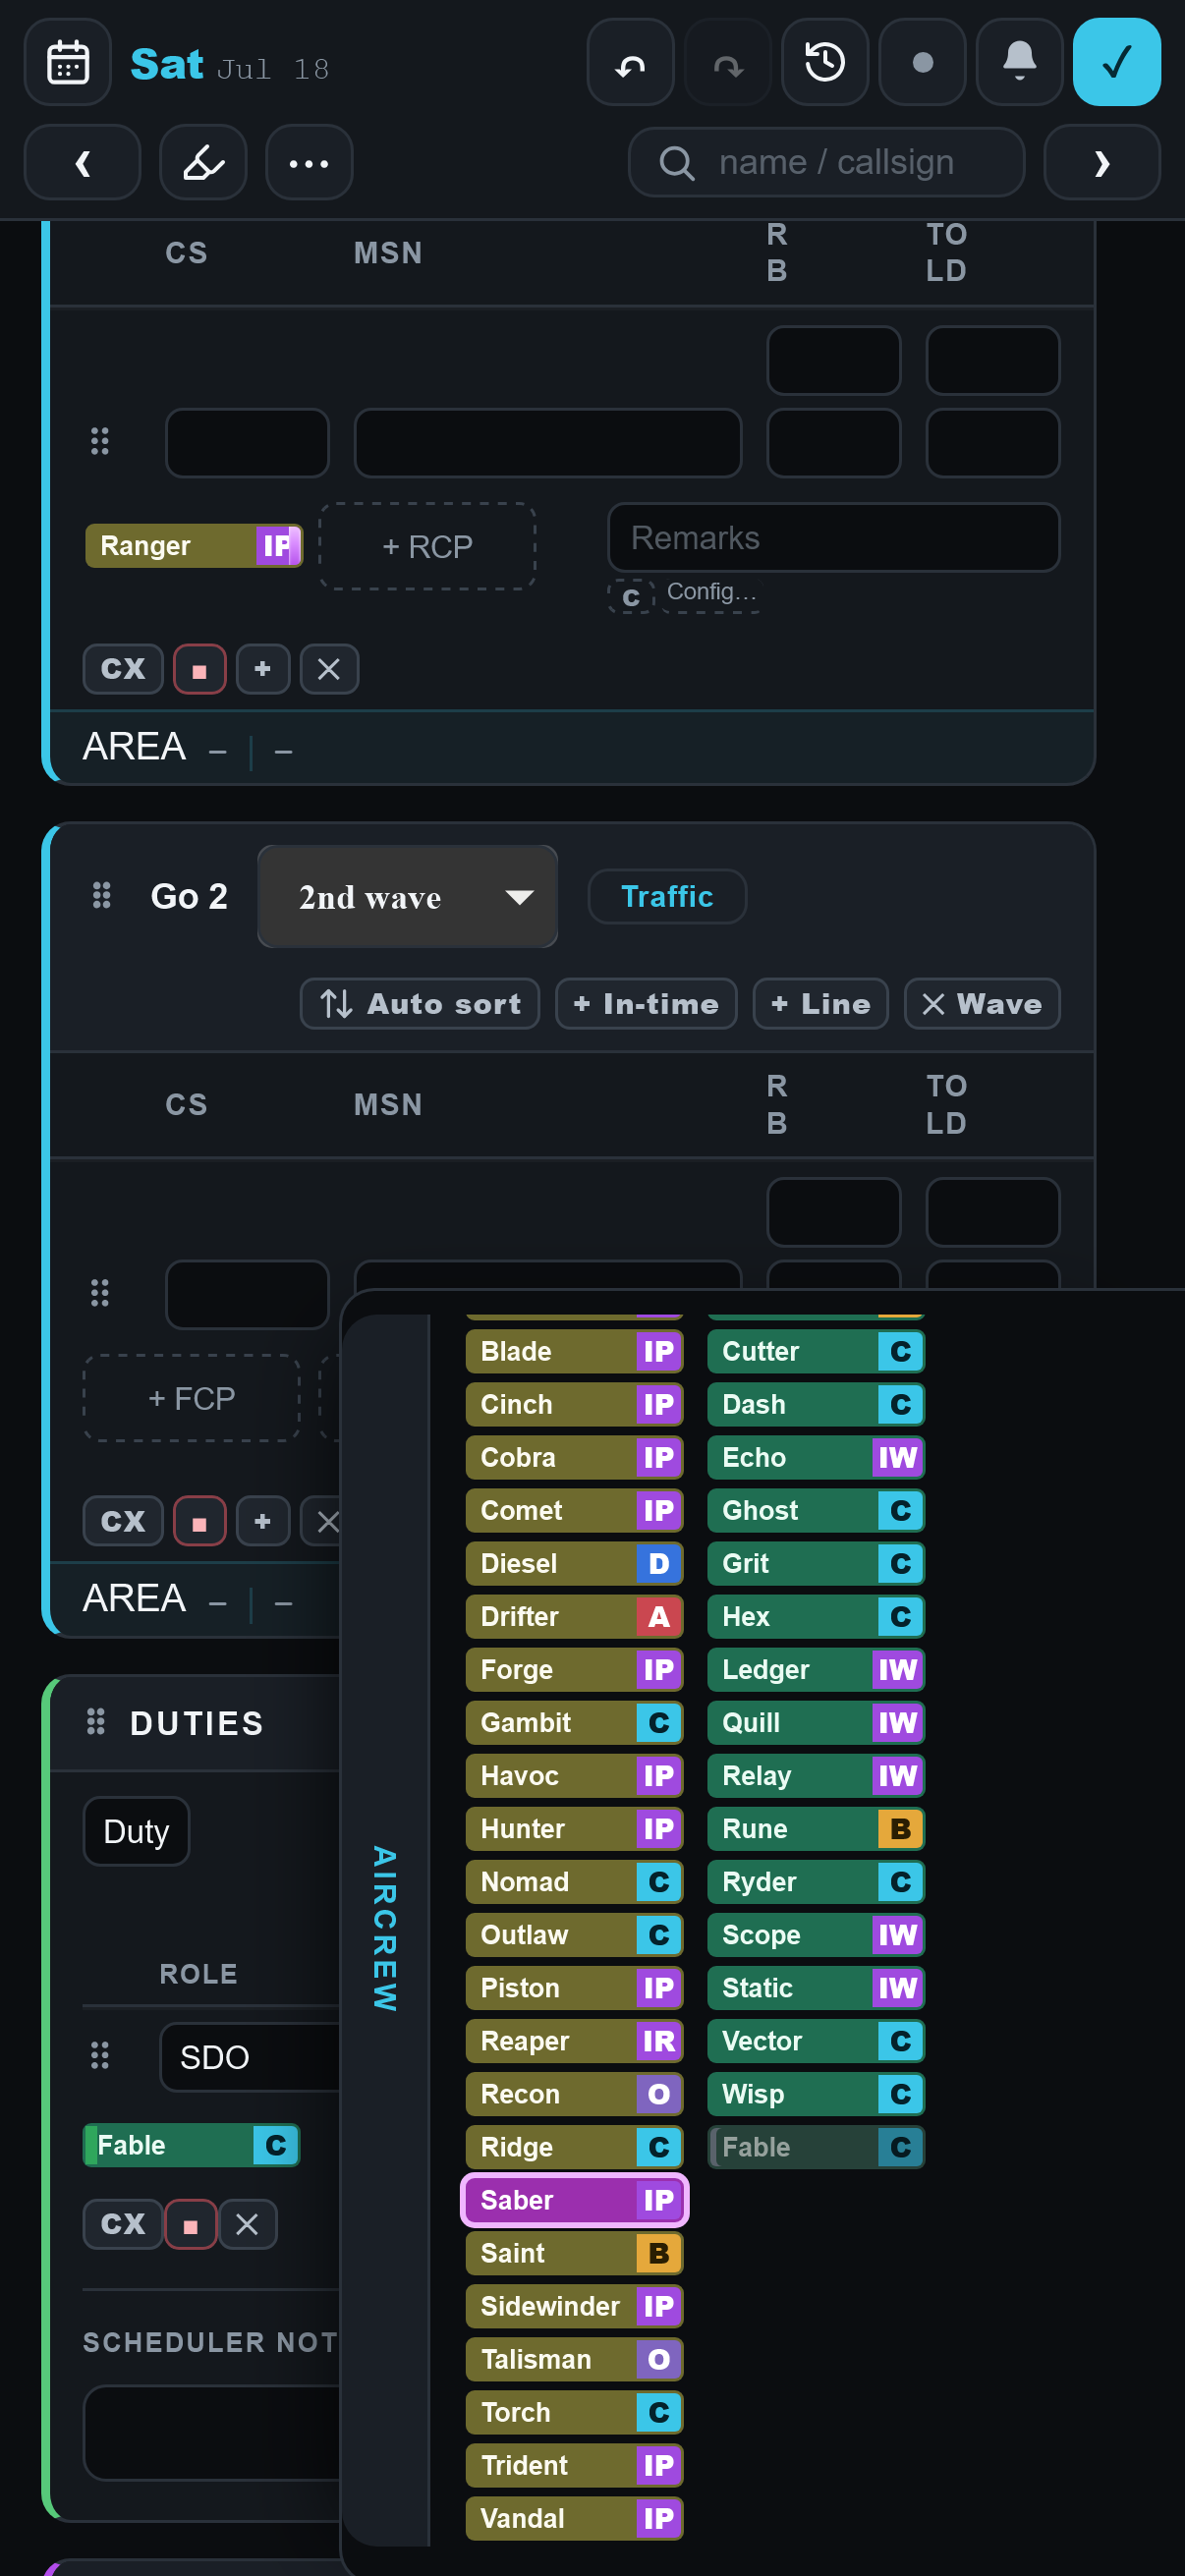 Sat Jul 18
name / callsign
CS MSN R B TO LD
Ranger IP + RCP Remarks
C Config...
CX +
AREA – | –
Go 2 2nd wave Traffic
Auto sort + In-time + Line × Wave
CS MSN R B TO LD
+ FCP
CX +
AREA – | –
DUTIES
Duty
ROLE
SDO
Fable C
CX
SCHEDULER NOT
AIRCREW
Blade IP
Cinch IP
Cobra IP
Comet IP
Diesel D
Drifter A
Forge IP
Gambit C
Havoc IP
Hunter IP
Nomad C
Outlaw C
Piston IP
Reaper IR
Recon O
Ridge C
Saber IP
Saint B
Sidewinder IP
Talisman O
Torch C
Trident IP
Vandal IP
Cutter C
Dash C
Echo IW
Ghost C
Grit C
Hex C
Ledger IW
Quill IW
Relay IW
Rune B
Ryder C
Scope IW
Static IW
Vector C
Wisp C
Fable C